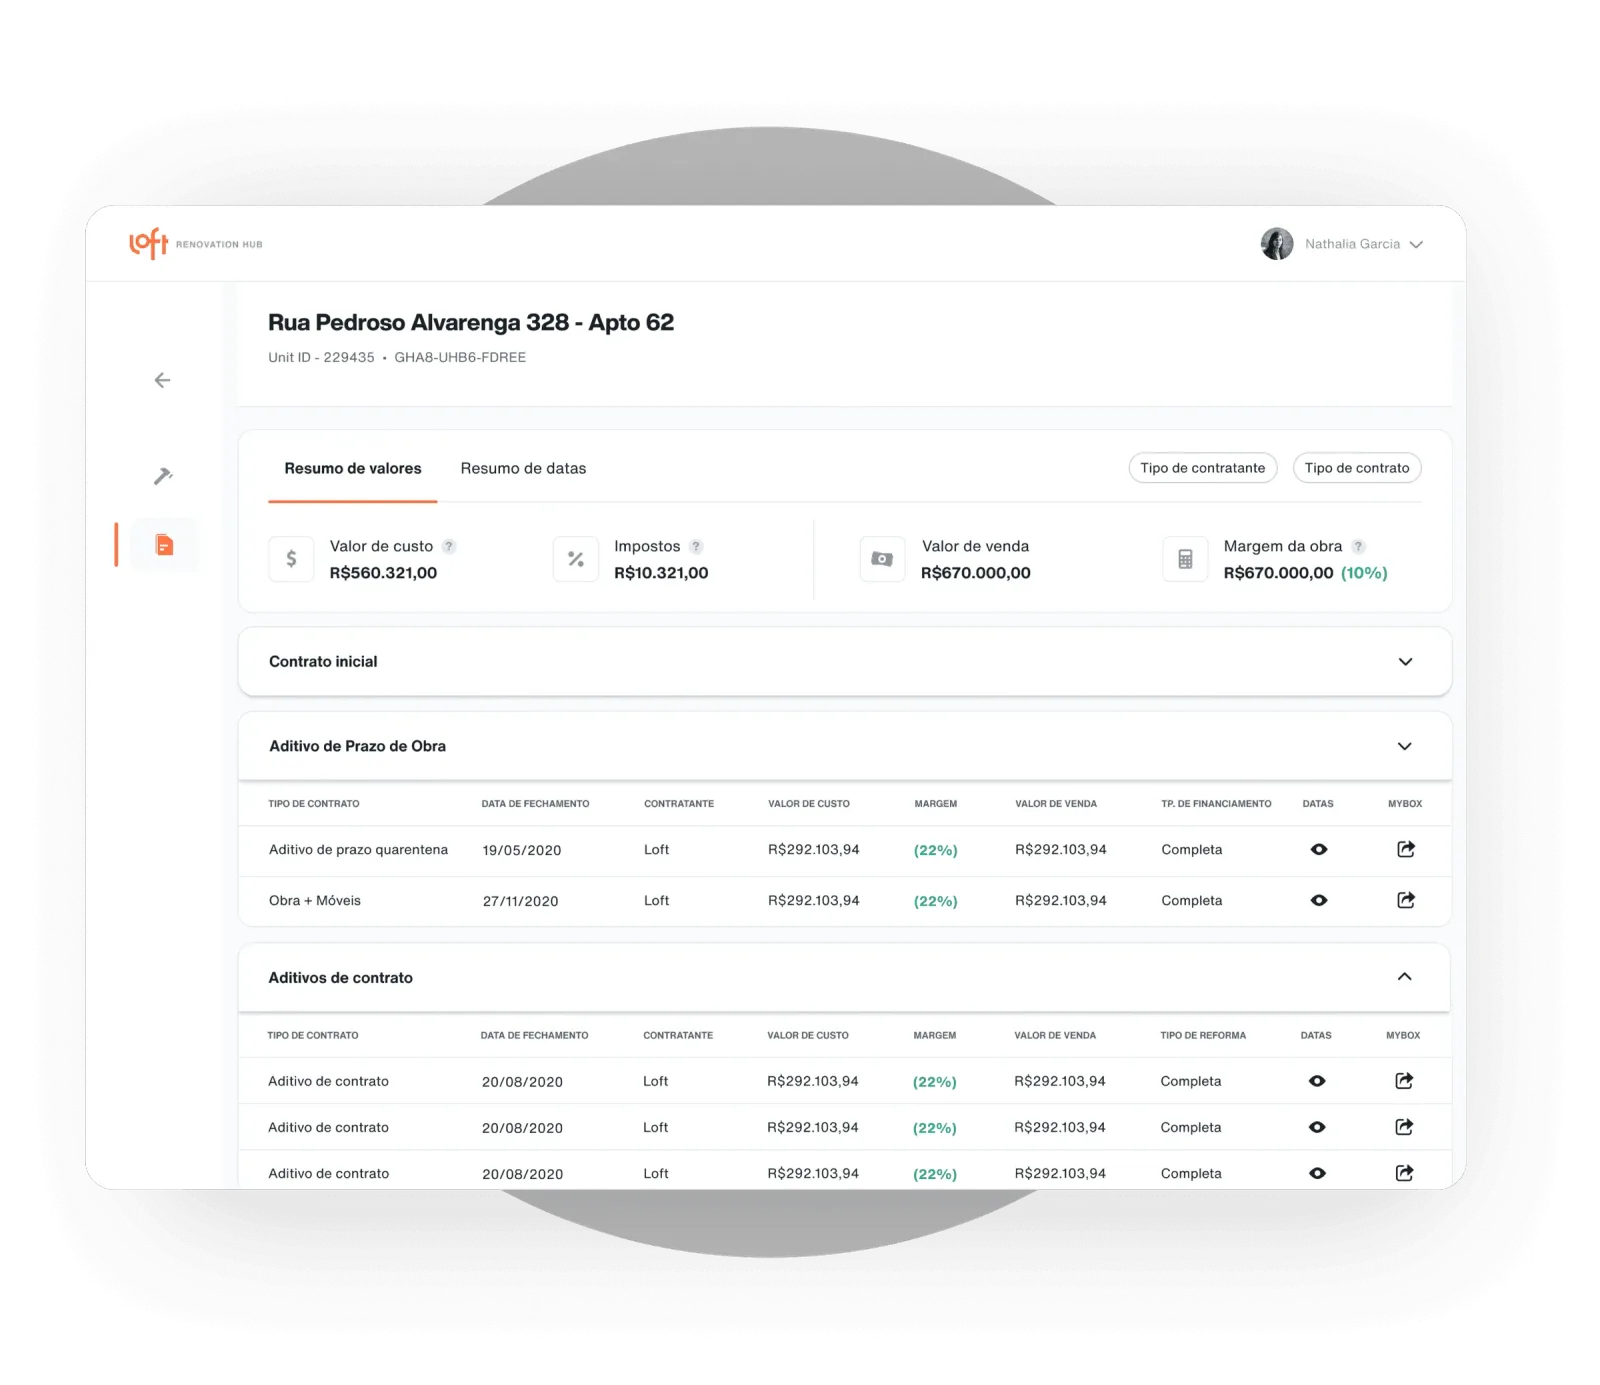 loft RENOVATION HUB
Nathalia Garcia
Rua Pedroso Alvarenga 328 - Apto 62
Unit ID - 229435 • GHA8-UHB6-FDREE
Resumo de valores Resumo de datas Tipo de contratante Tipo de contrato
$ Valor de custo ? % Impostos ? Valor de venda Margem da obra ?
R$560.321,00 R$10.321,00 R$670.000,00 R$670.000,00 (10%)
Contrato inicial
Aditivo de Prazo de Obra
TIPO DE CONTRATO DATA DE FECHAMENTO CONTRATANTE VALOR DE CUSTO MARGEM VALOR DE VENDA TP. DE FINANCIAMENTO DATAS MYBOX
Aditivo de prazo quarentena 19/05/2020 Loft R$292.103,94 (22%) R$292.103,94 Completa
Obra + Móveis 27/11/2020 Loft R$292.103,94 (22%) R$292.103,94 Completa
Aditivos de contrato
TIPO DE CONTRATO DATA DE FECHAMENTO CONTRATANTE VALOR DE CUSTO MARGEM VALOR DE VENDA TIPO DE REFORMA DATAS MYBOX
Aditivo de contrato 20/08/2020 Loft R$292.103,94 (22%) R$292.103,94 Completa
Aditivo de contrato 20/08/2020 Loft R$292.103,94 (22%) R$292.103,94 Completa
Aditivo de contrato 20/08/2020 Loft R$292.103,94 (22%) R$292.103,94 Completa